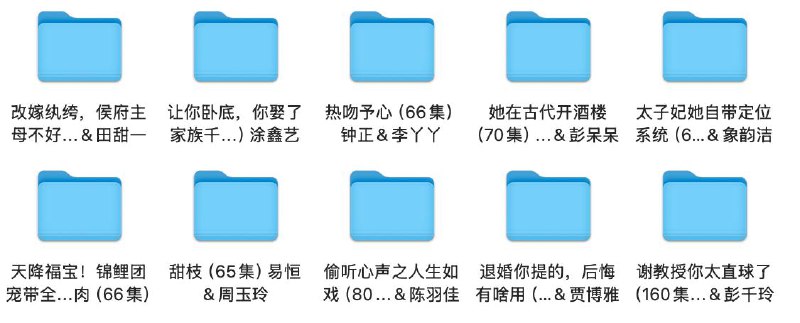 改嫁纨绔，侯府主
母不好...＆田甜一
让你卧底，你娶了
家族千...) 涂鑫艺
热吻予心（66集）
钟正＆李丫丫
她在古代开酒楼
（70集）...＆彭呆呆
太子妃她自带定位
系统（6...＆象韵洁
天降福宝！锦鲤团
宠带全...肉（66集）
甜枝（65集）易恒
＆周玉玲
偷听心声之人生如
戏（80...＆陈羽佳
退婚你提的，后悔
有啥用（...＆贾博雅
谢教授你太直球了
（160集...＆彭千玲